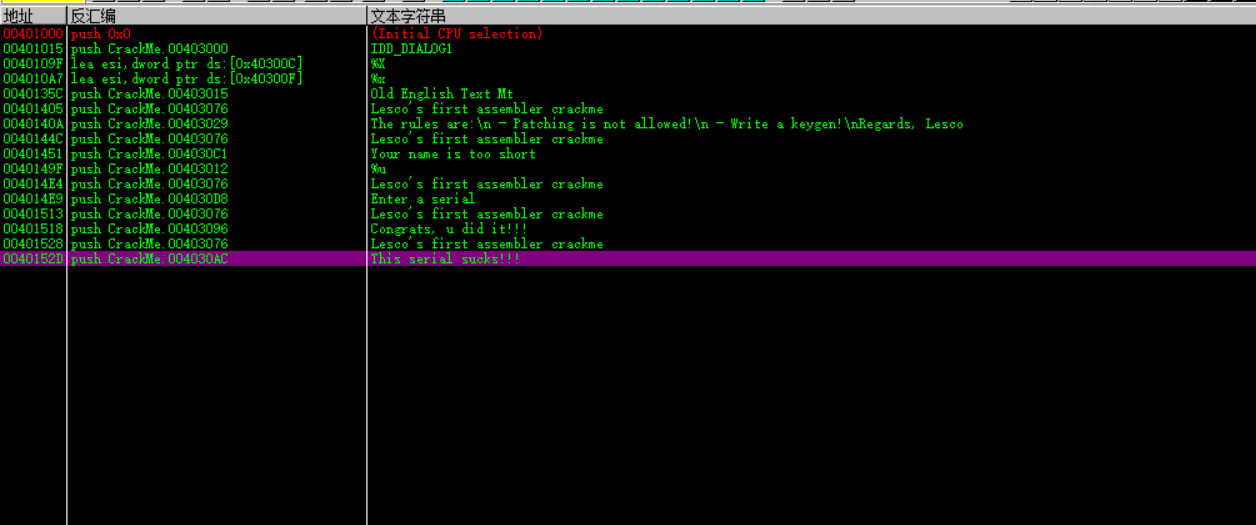 地址 反汇编 文本字符串
00401000 push 0x0 (Initial CPU selection)
00401015 push CrackMe.00403000 IDD_DIALOG1
0040109F lea esi,dword ptr ds:[0x40300C] %X
004010A7 lea esi,dword ptr ds:[0x40300F] %x
0040135C push CrackMe.00403015 Old English Text Mt
00401405 push CrackMe.00403076 Lesco's first assembler crackme
0040140A push CrackMe.00403029 The rules are:\n - Patching is not allowed!\n - Write a keygen!\nRegards, Lesco
0040144C push CrackMe.00403076 Lesco's first assembler crackme
00401451 push CrackMe.004030C1 Your name is too short
0040149F push CrackMe.00403012 %u
004014E4 push CrackMe.00403076 Lesco's first assembler crackme
004014E9 push CrackMe.004030D8 Enter a serial
00401513 push CrackMe.00403076 Lesco's first assembler crackme
00401518 push CrackMe.00403096 Congrats, u did it!!!
00401528 push CrackMe.00403076 Lesco's first assembler crackme
0040152D push CrackMe.004030AC This serial sucks!!!